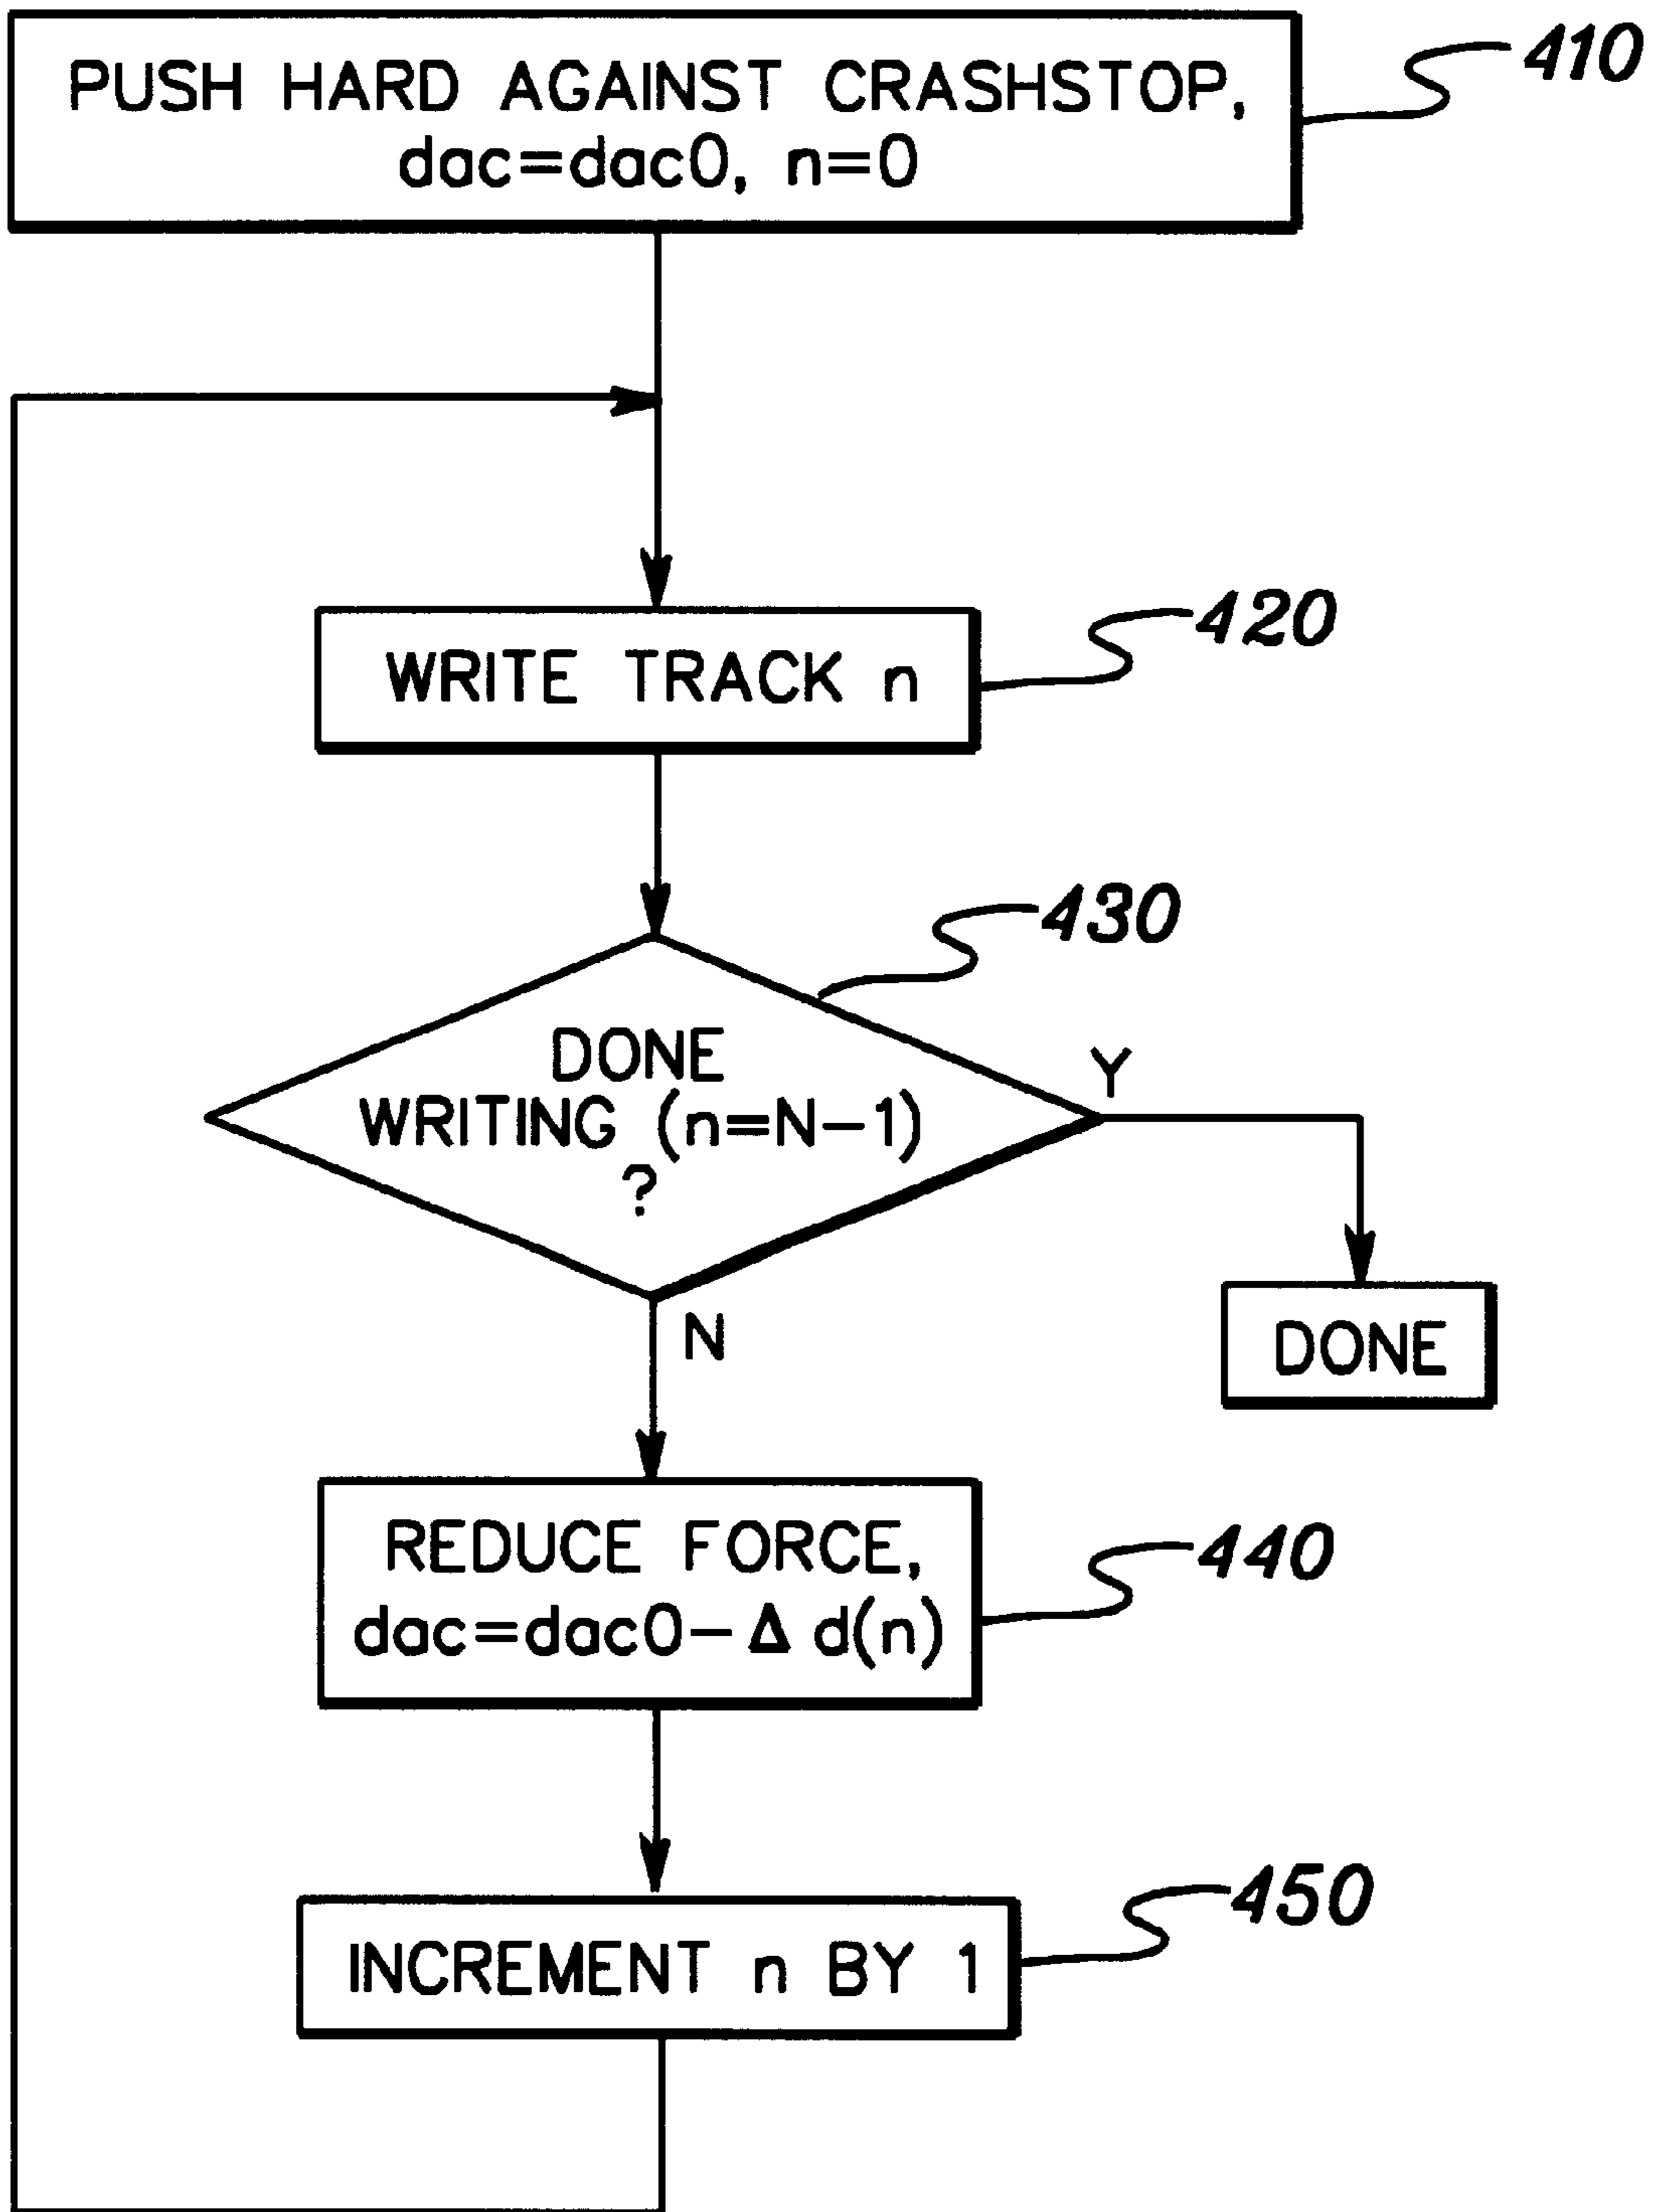 PUSH HARD AGAINST CRASHSTOP,
dac=dac0, n=0
410
WRITE TRACK n
420
430
DONE
WRITING (n=N-1)
?
Y
DONE
N
REDUCE FORCE,
dac=dac0-Δ d(n)
440
INCREMENT n BY 1
450